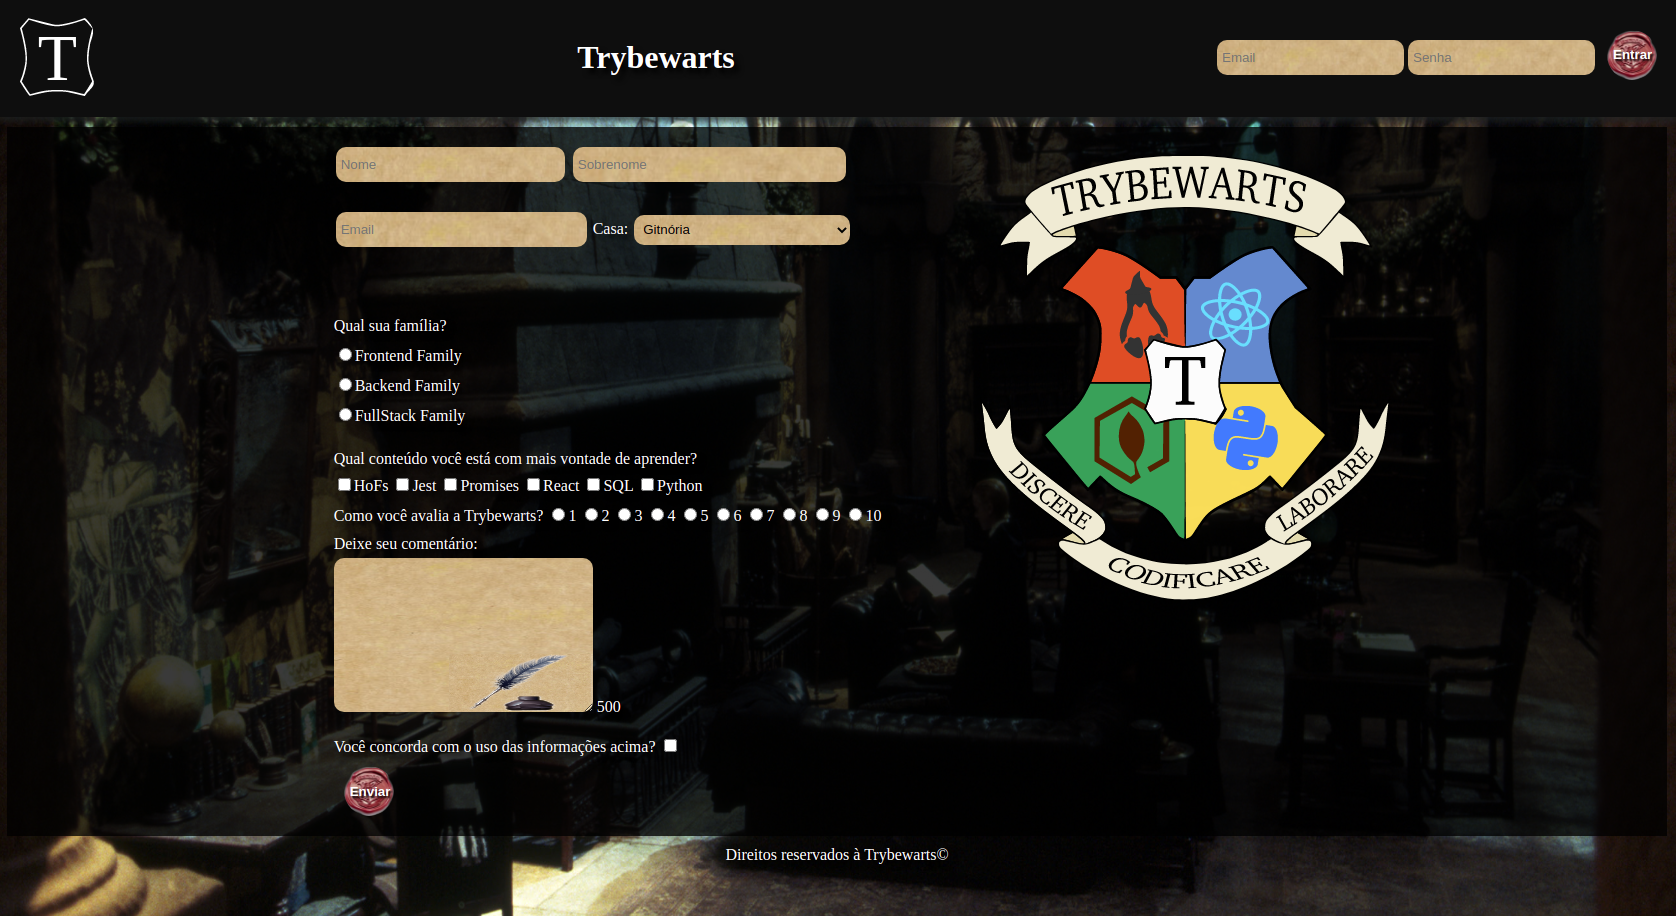 T
Trybewarts
Email
Senha
Entrar
Nome
Sobrenome
Email
Casa:
Gitnória
Qual sua família?
Frontend Family
Backend Family
FullStack Family
Qual conteúdo você está com mais vontade de aprender?
HoFs Jest Promises React SQL Python
Como você avalia a Trybewarts? 1 2 3 4 5 6 7 8 9 10
Deixe seu comentário:
500
Você concorda com o uso das informações acima?
Enviar
TRYBEWARTS
T
DISCERE
LABORARE
CODIFICARE
Direitos reservados à Trybewarts©